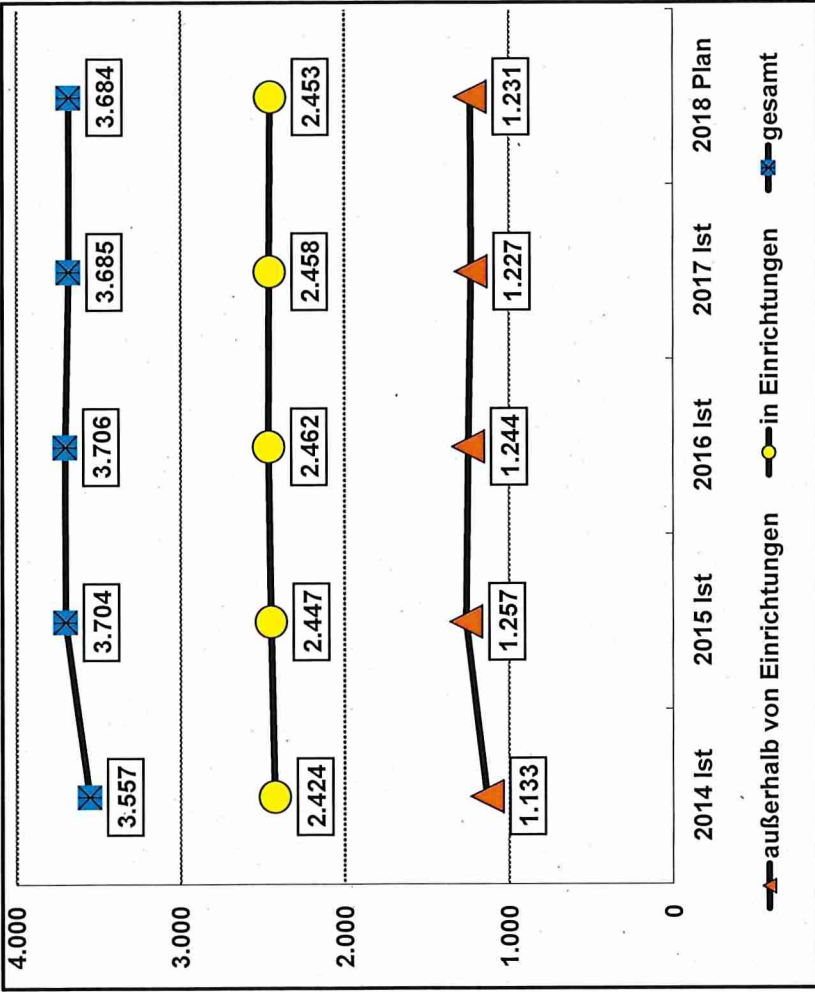 4.000
3.000
2.000
1.000
0
3.557
3.704
3.706
3.685
3.684
2.424
2.447
2.462
2.458
2.453
1.133
1.257
1.244
1.227
1.231
2014 Ist
2015 Ist
2016 Ist
2017 Ist
2018 Plan
außerhalb von Einrichtungen
in Einrichtungen
gesamt